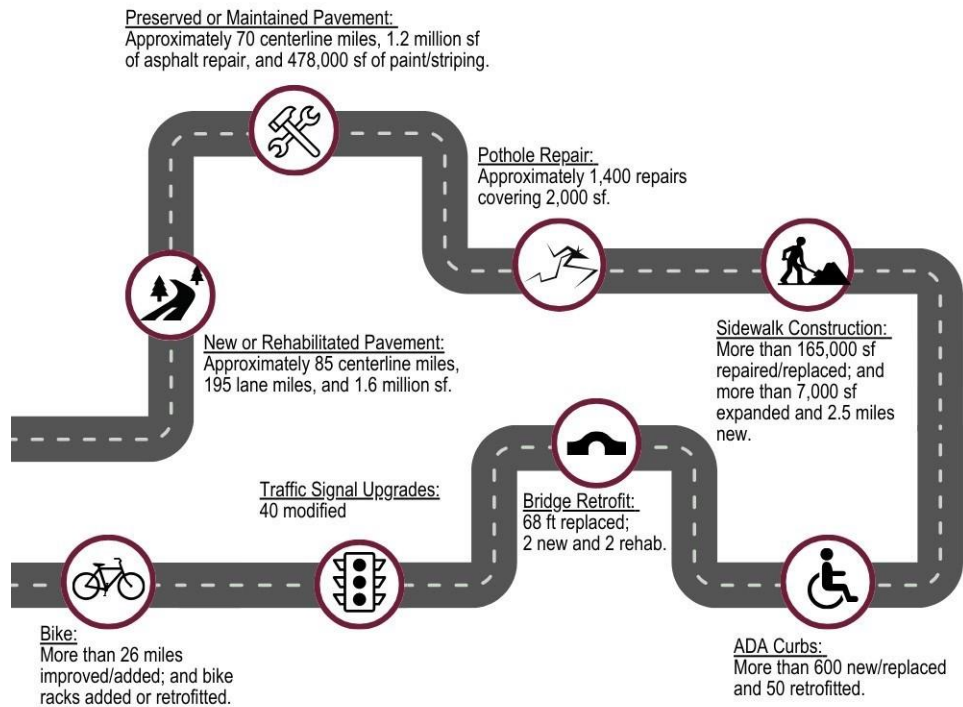 Preserved or Maintained Pavement:
Approximately 70 centerline miles, 1.2 million sf
of asphalt repair, and 478,000 sf of paint/striping.
Pothole Repair:
Approximately 1,400 repairs
covering 2,000 sf.
New or Rehabilitated Pavement:
Approximately 85 centerline miles,
195 lane miles, and 1.6 million sf.
Sidewalk Construction:
More than 165,000 sf
repaired/replaced; and
more than 7,000 sf
expanded and 2.5 miles
new.
Traffic Signal Upgrades:
40 modified
Bridge Retrofit:
68 ft replaced;
2 new and 2 rehab.
Bike:
More than 26 miles
improved/added; and bike
racks added or retrofitted.
ADA Curbs:
More than 600 new/replaced
and 50 retrofitted.